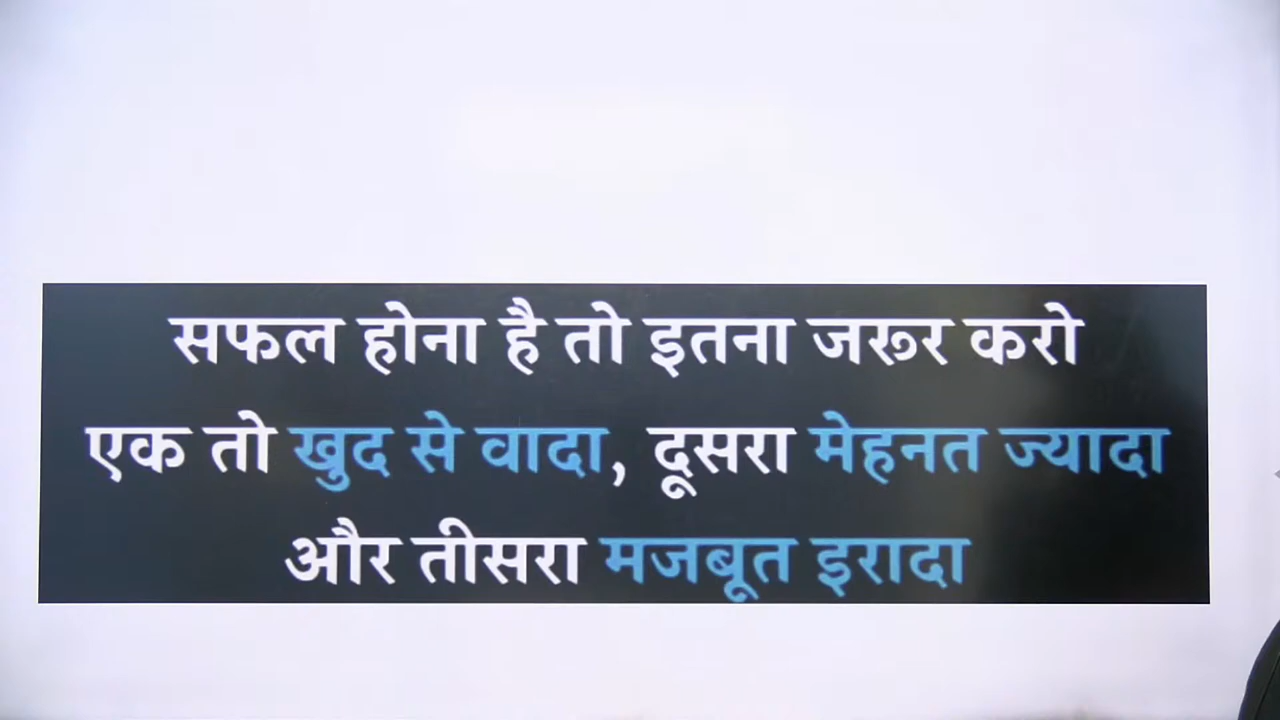 सफल होना है तो इतना जरूर करो
एक तो खुद से वादा, दूसरा मेहनत ज्यादा
और तीसरा मजबूत इरादा